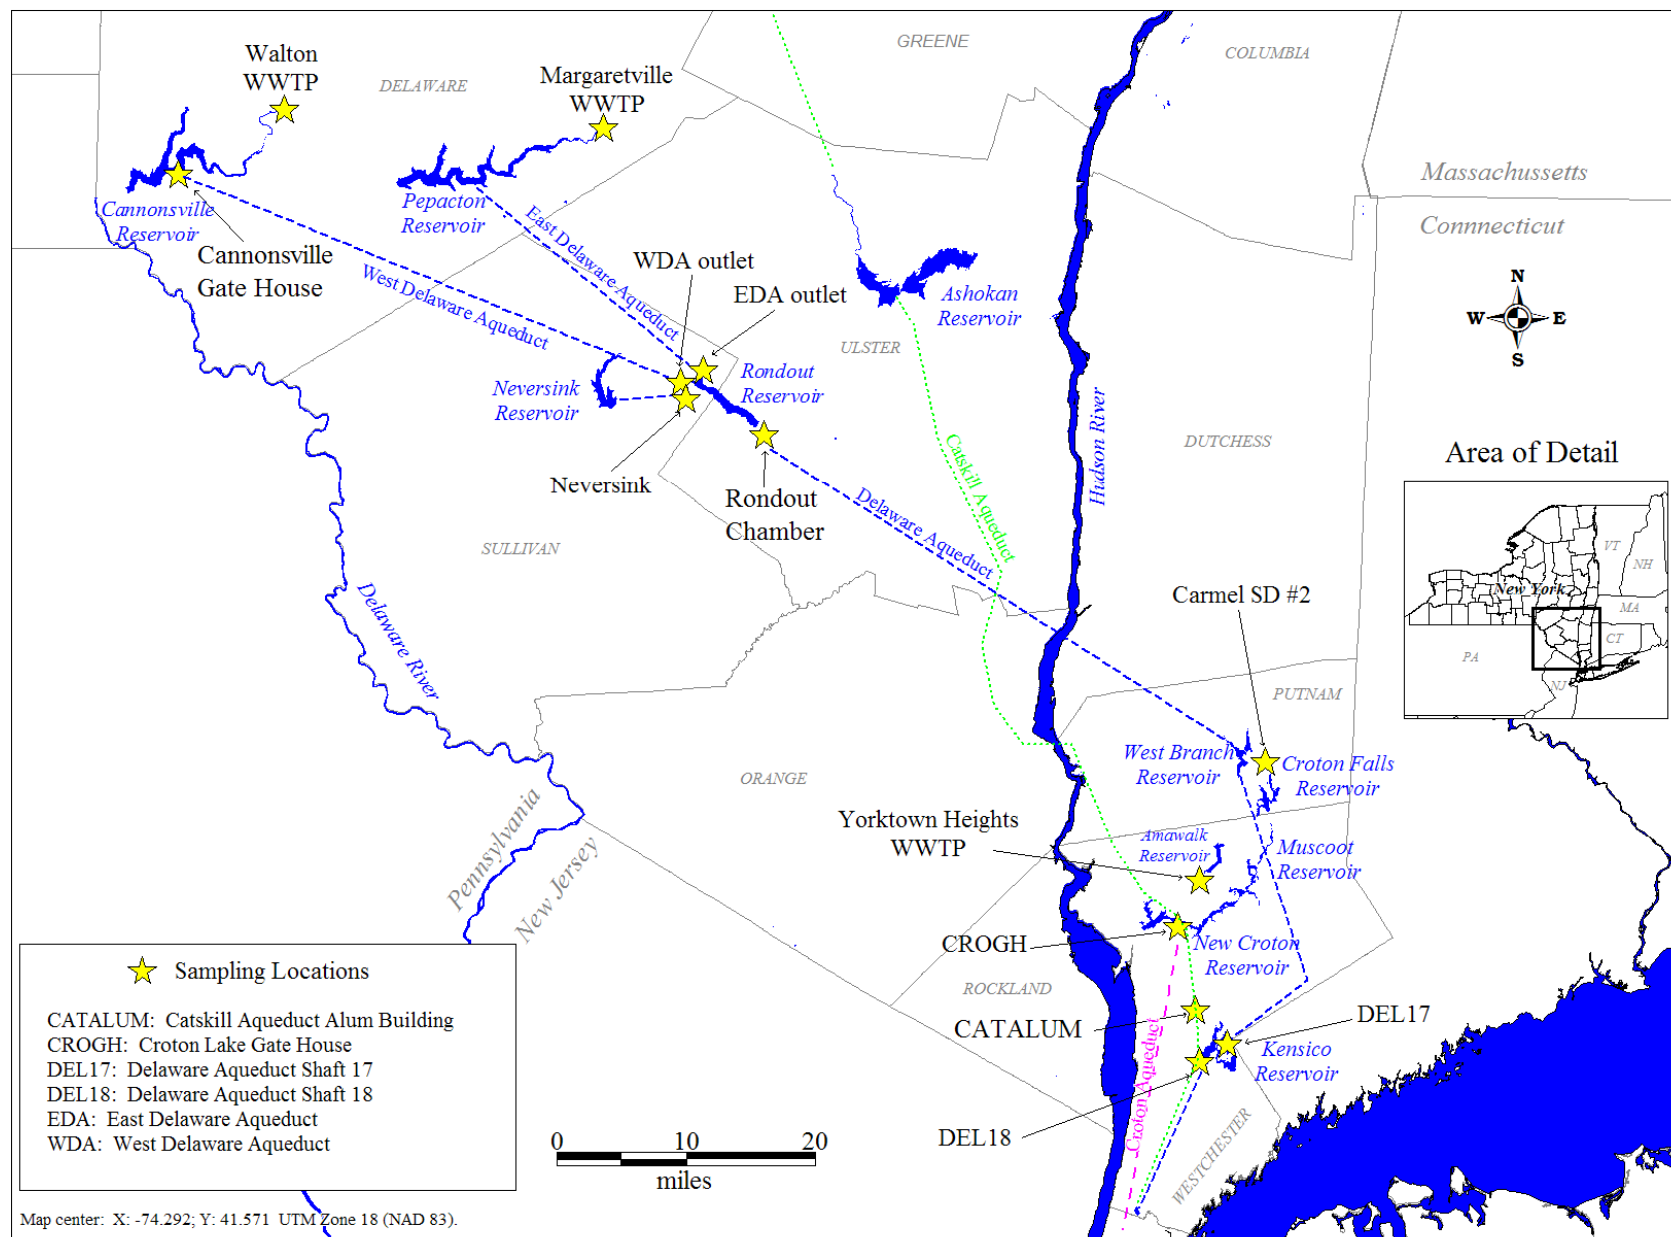 Walton
WWTP
DELAWARE
Margaretville
WWTP
GREENE
COLUMBIA
Massachussetts
Connnecticut
Cannonsville
Reservoir
Pepacton
Reservoir
Cannonsville
Gate House
East Delaware Aqueduct
West Delaware Aqueduct
WDA outlet
EDA outlet
Ashokan
Reservoir
ULSTER
N
W
E
S
Neversink
Reservoir
Rondout
Reservoir
Neversink
Rondout
Chamber
Catskill Aqueduct
Hudson River
DUTCHESS
Delaware Aqueduct
SULLIVAN
Delaware River
Area of Detail
VT
NH
New York
MA
CT
PA
NJ
Carmel SD #2
PUTNAM
West Branch
Reservoir
Croton Falls
Reservoir
ORANGE
Yorktown Heights
WWTP
Amawalk
Reservoir
Muscoot
Reservoir
Pennsylvania
New Jersey
CROGH
New Croton
Reservoir
ROCKLAND
CATALUM
DEL17
Kensico
Reservoir
Croton Aqueduct
DEL18
WESTCHESTER
Sampling Locations
CATALUM: Catskill Aqueduct Alum Building
CROGH: Croton Lake Gate House
DEL17: Delaware Aqueduct Shaft 17
DEL18: Delaware Aqueduct Shaft 18
EDA: East Delaware Aqueduct
WDA: West Delaware Aqueduct
0 10 20
miles
Map center: X: -74.292; Y: 41.571 UTM Zone 18 (NAD 83).